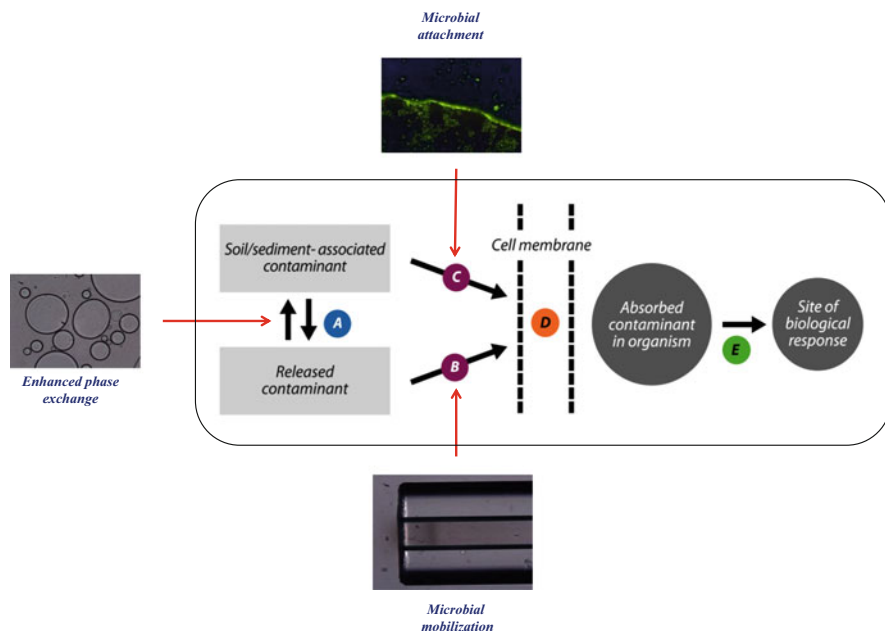 Microbial
attachment
Soil/sediment- associated
contaminant
Cell membrane
C
A
D
Absorbed
contaminant
in organism
Site of
biological
response
E
Enhanced phase
exchange
Released
contaminant
B
Microbial
mobilization